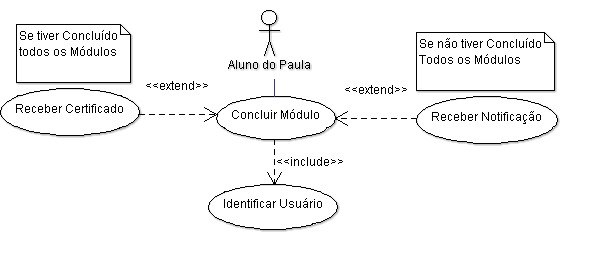 Se tiver Concluído
todos os Módulos
Aluno do Paula
Se não tiver Concluído
Todos os Módulos
<<extend>>
<<extend>>
Receber Certificado
Concluir Módulo
Receber Notificação
<<include>>
Identificar Usuário